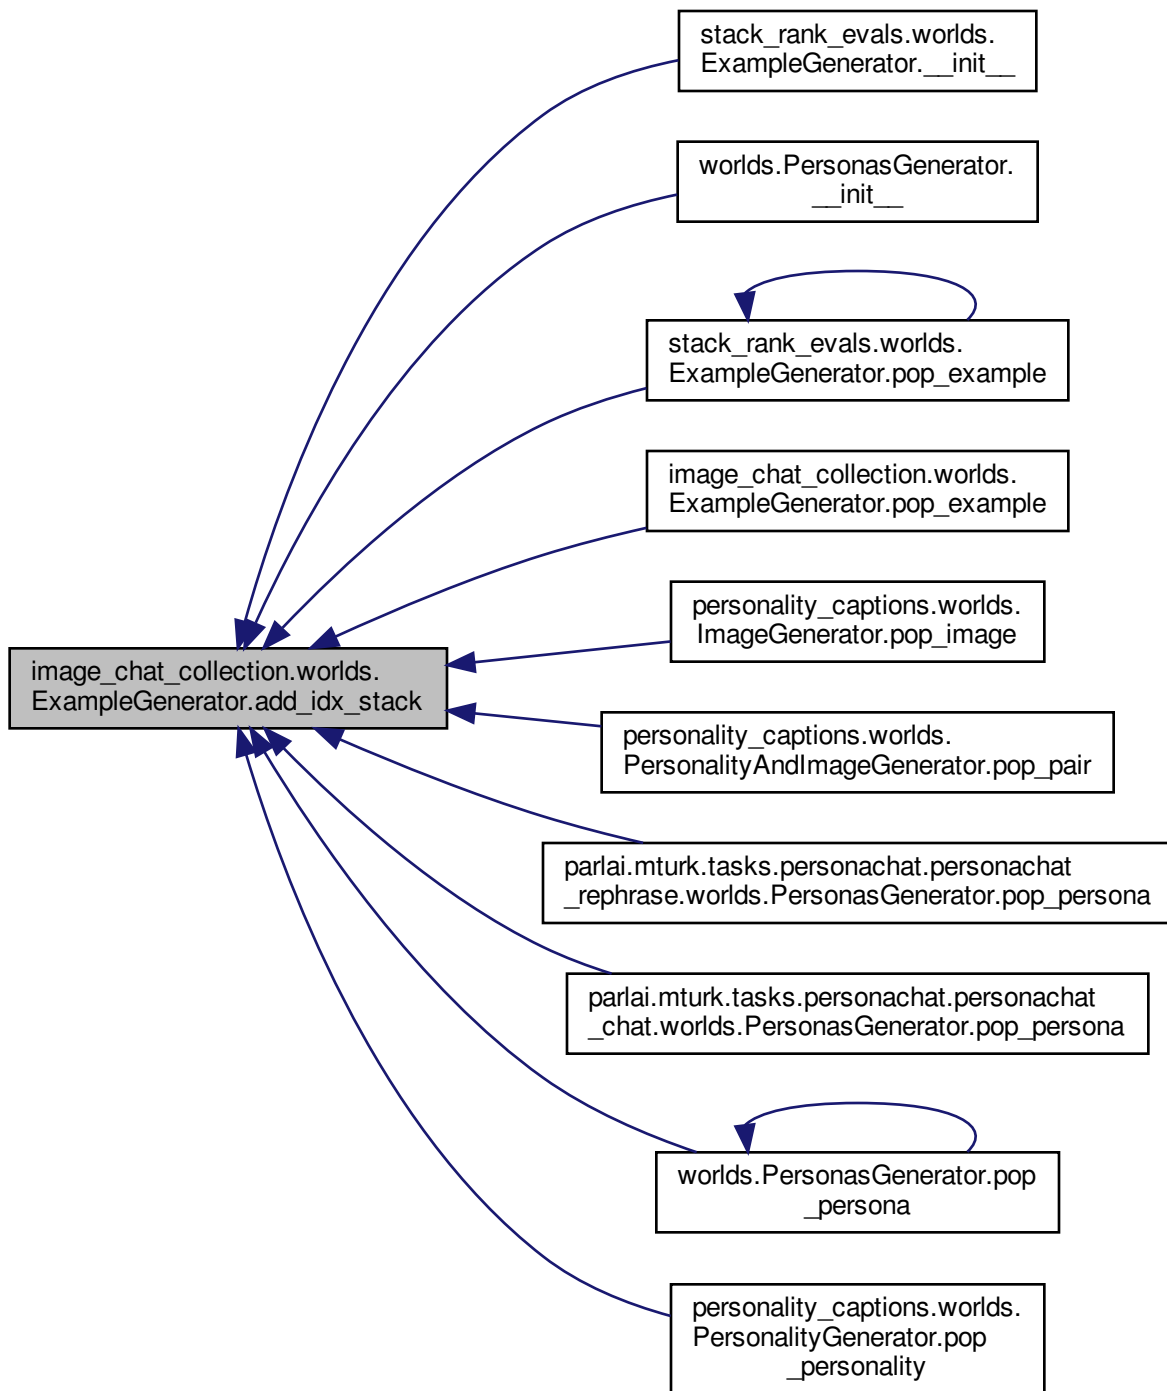 stack_rank_evals.worlds.
ExampleGenerator.__init__
worlds.PersonasGenerator.
__init__
stack_rank_evals.worlds.
ExampleGenerator.pop_example
image_chat_collection.worlds.
ExampleGenerator.pop_example
personality_captions.worlds.
ImageGenerator.pop_image
image_chat_collection.worlds.
ExampleGenerator.add_idx_stack
personality_captions.worlds.
PersonalityAndImageGenerator.pop_pair
parlai.mturk.tasks.personachat.personachat
_rephrase.worlds.PersonasGenerator.pop_persona
parlai.mturk.tasks.personachat.personachat
_chat.worlds.PersonasGenerator.pop_persona
worlds.PersonasGenerator.pop
_persona
personality_captions.worlds.
PersonalityGenerator.pop
_personality